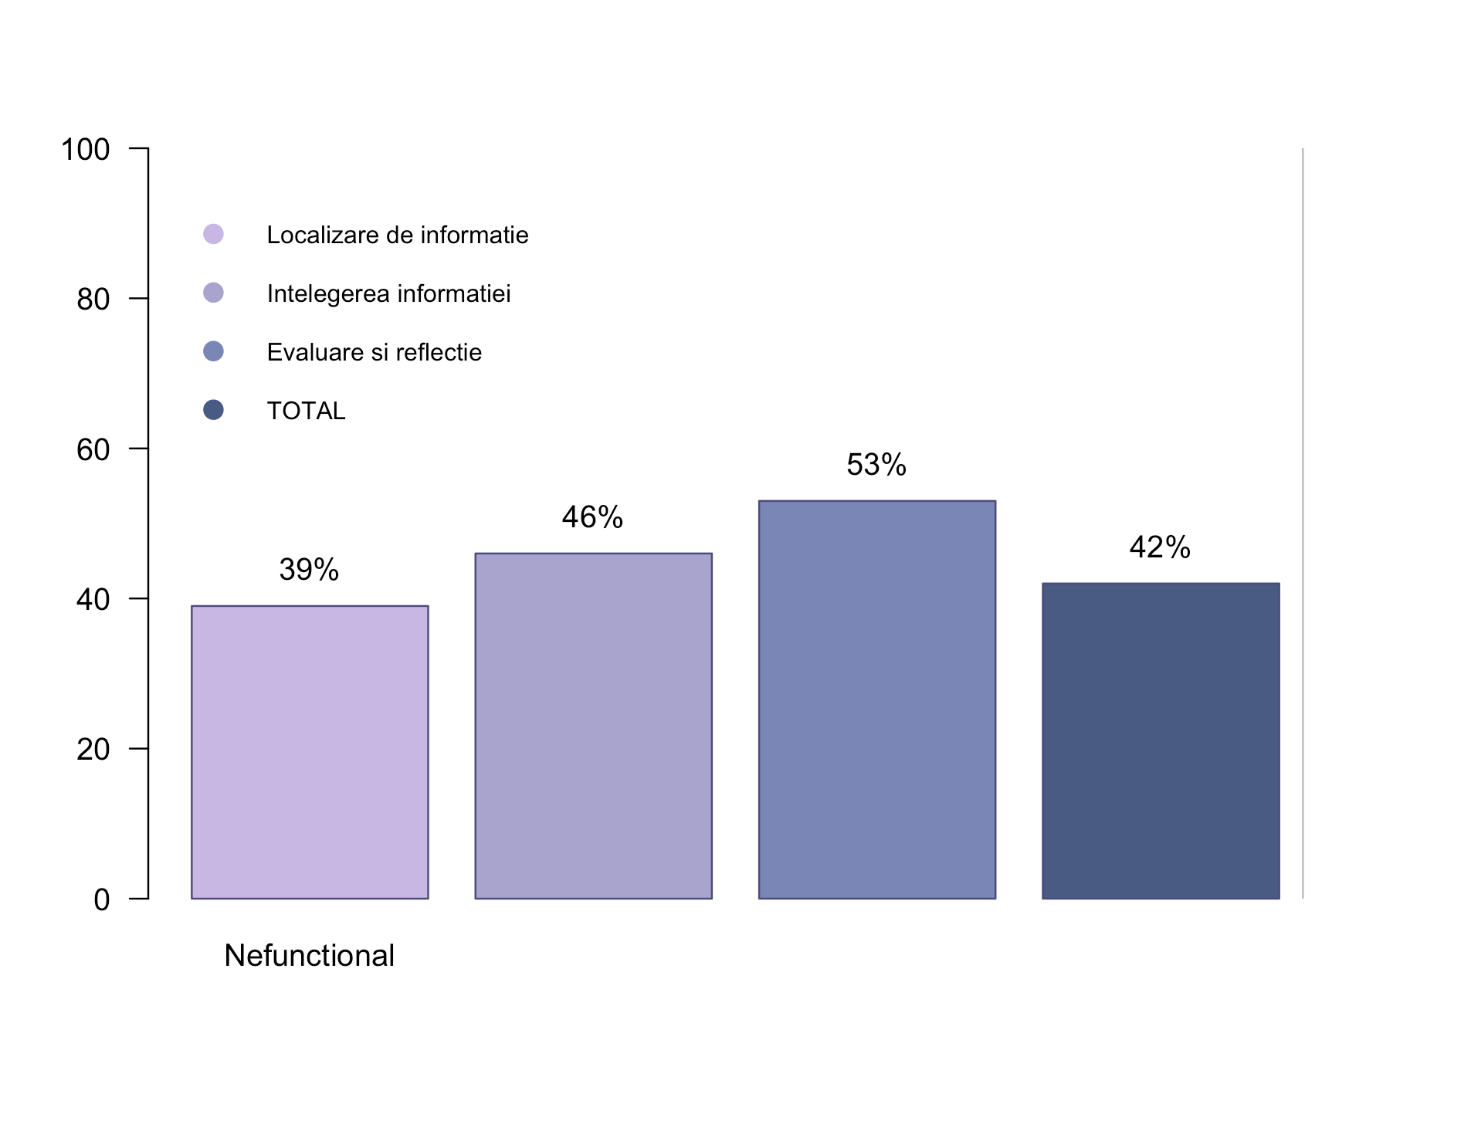 100
80
60
40
20
0
Localizare de informatie
Intelegerea informatiei
Evaluare si reflectie
TOTAL
39%
46%
53%
42%
Nefunctional